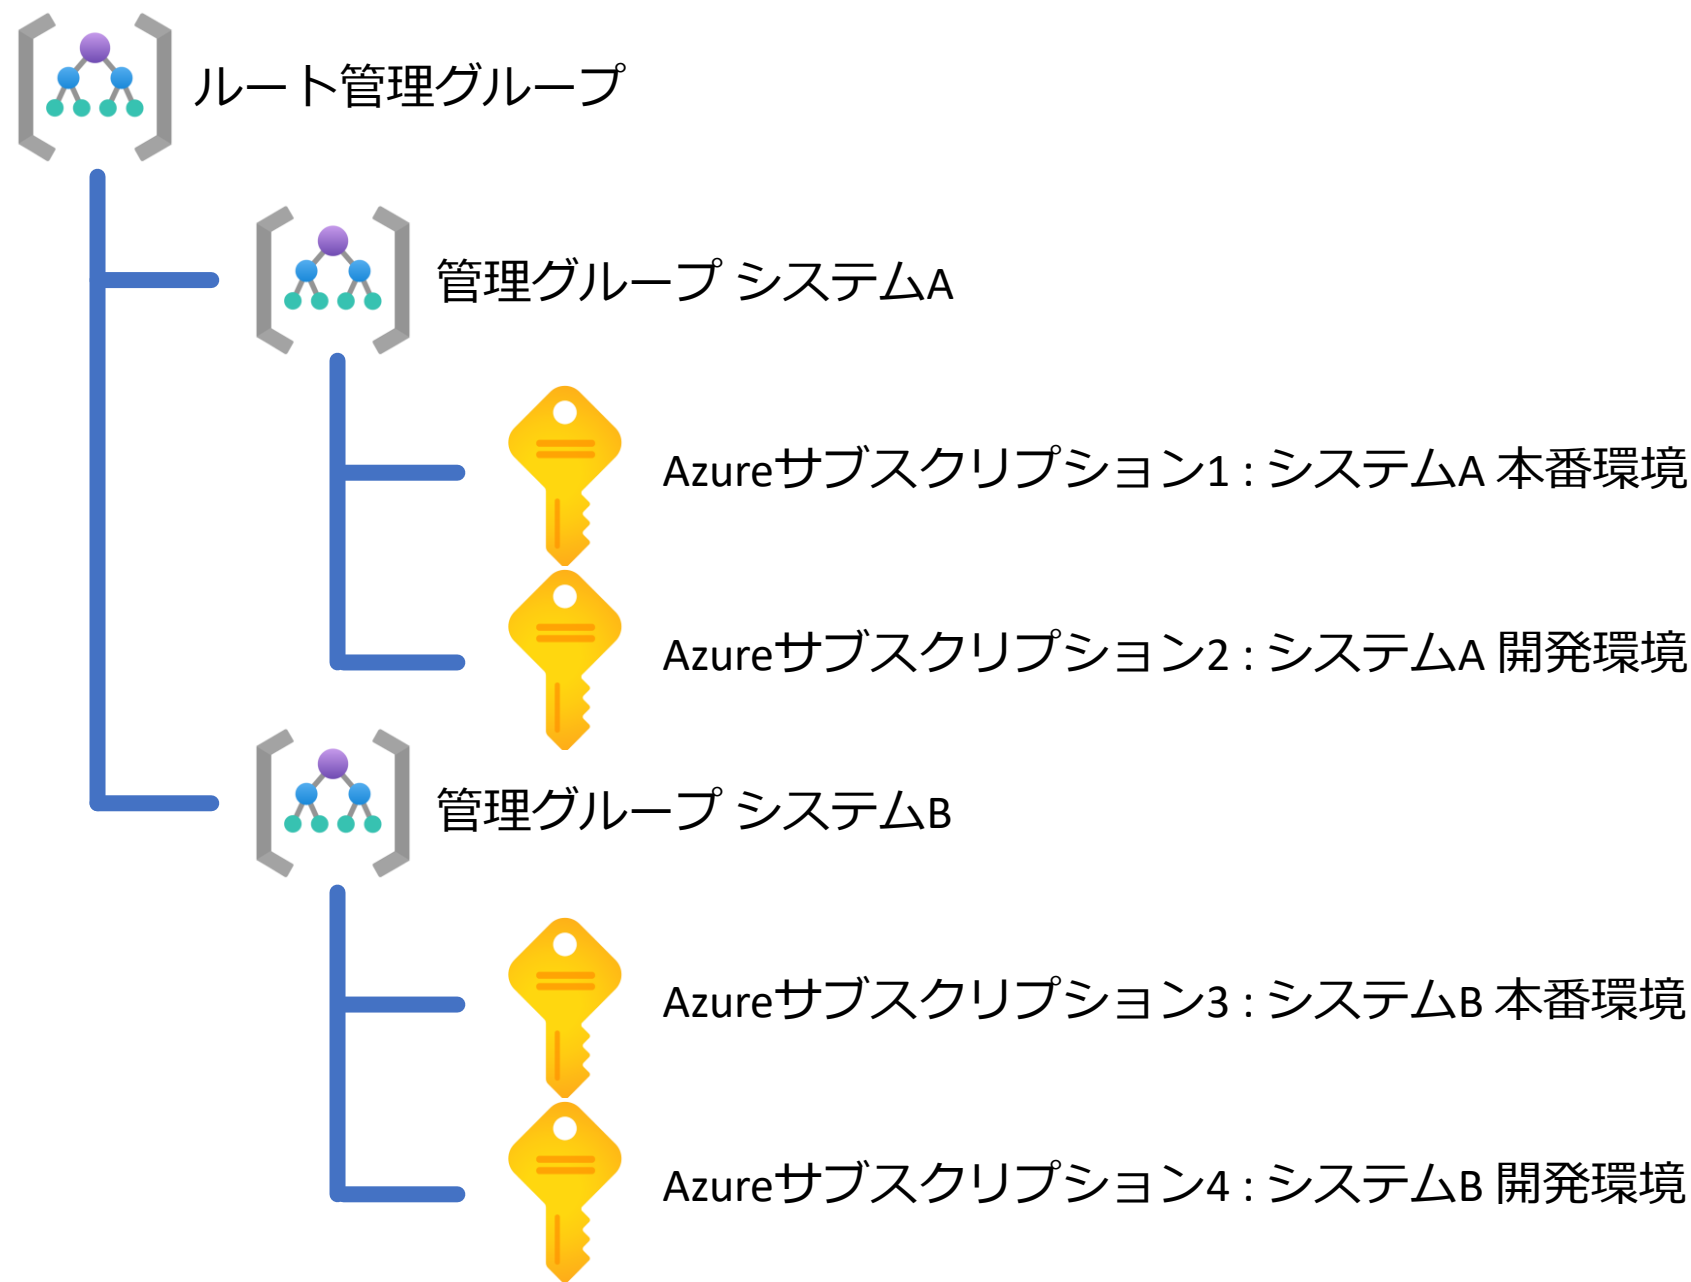 ルート管理グループ
管理グループ システムA
Azureサブスクリプション1 : システムA 本番環境
Azureサブスクリプション2 : システムA 開発環境
管理グループ システムB
Azureサブスクリプション3 : システムB 本番環境
Azureサブスクリプション4 : システムB 開発環境